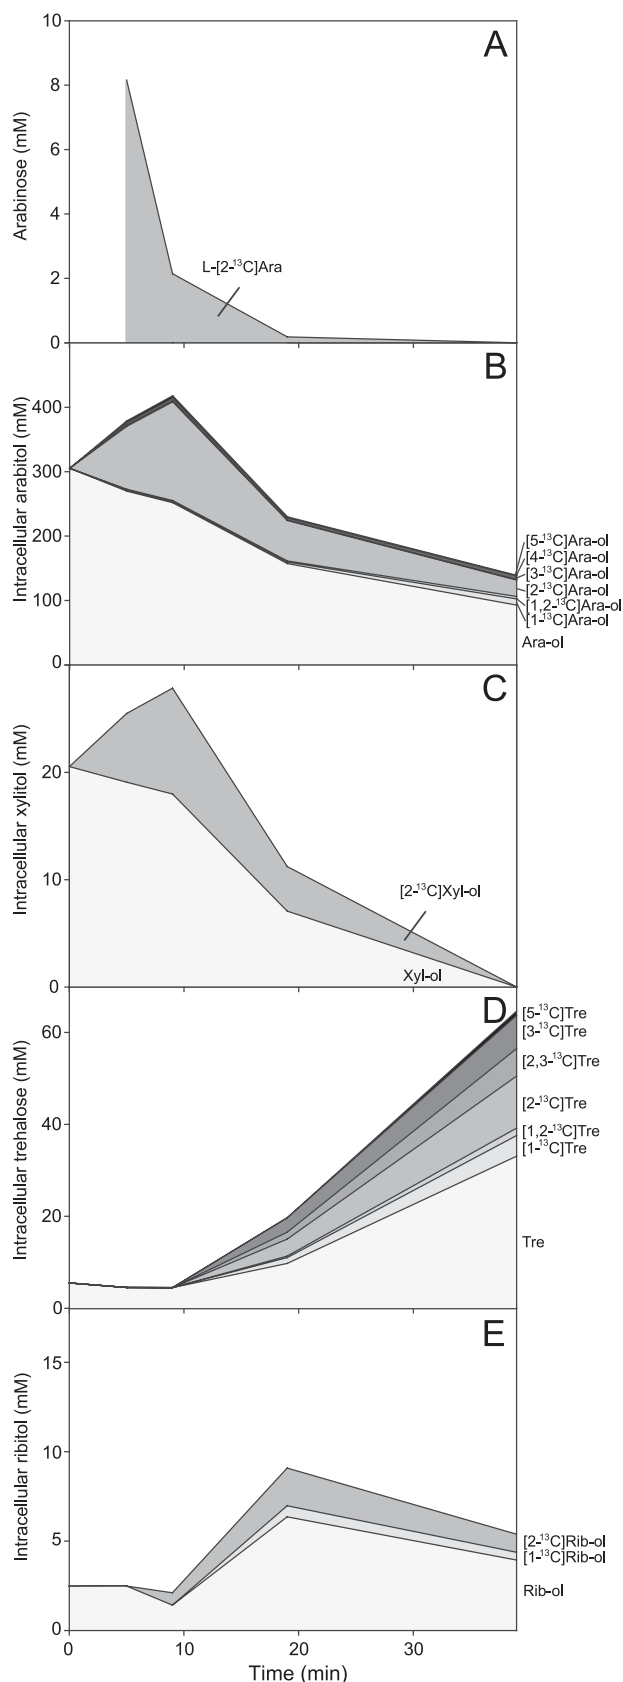 A
10
8
6
4
2
0
Arabinose (mM)
L-[2-¹³C]Ara
B
400
300
200
100
0
Intracellular arabitol (mM)
[5-¹³C]Ara-ol
[4-¹³C]Ara-ol
[3-¹³C]Ara-ol
[2-¹³C]Ara-ol
[1,2-¹³C]Ara-ol
[1-¹³C]Ara-ol
Ara-ol
C
20
10
0
Intracellular xylitol (mM)
[2-¹³C]Xyl-ol
Xyl-ol
D
60
40
20
0
Intracellular trehalose (mM)
[5-¹³C]Tre
[3-¹³C]Tre
[2,3-¹³C]Tre
[2-¹³C]Tre
[1,2-¹³C]Tre
[1-¹³C]Tre
Tre
E
15
10
5
0
Intracellular ribitol (mM)
[2-¹³C]Rib-ol
[1-¹³C]Rib-ol
Rib-ol
0 10 20 30
Time (min)